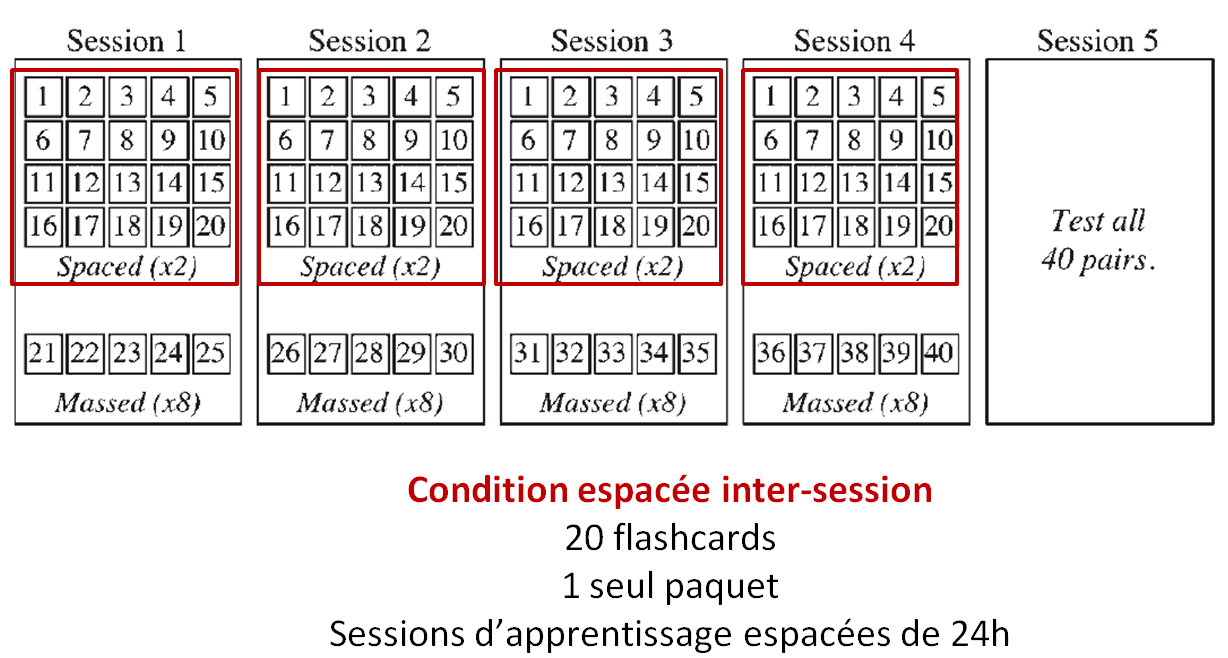 Session 1 Session 2 Session 3 Session 4 Session 5
1 2 3 4 5 1 2 3 4 5 1 2 3 4 5 1 2 3 4 5
6 7 8 9 10 6 7 8 9 10 6 7 8 9 10 6 7 8 9 10
11 12 13 14 15 11 12 13 14 15 11 12 13 14 15 11 12 13 14 15
16 17 18 19 20 16 17 18 19 20 16 17 18 19 20 16 17 18 19 20
Spaced (x2) Spaced (x2) Spaced (x2) Spaced (x2)
21 22 23 24 25 26 27 28 29 30 31 32 33 34 35 36 37 38 39 40
Massed (x8) Massed (x8) Massed (x8) Massed (x8)
Test all
40 pairs.
Condition espacée inter-session
20 flashcards
1 seul paquet
Sessions d’apprentissage espacées de 24h